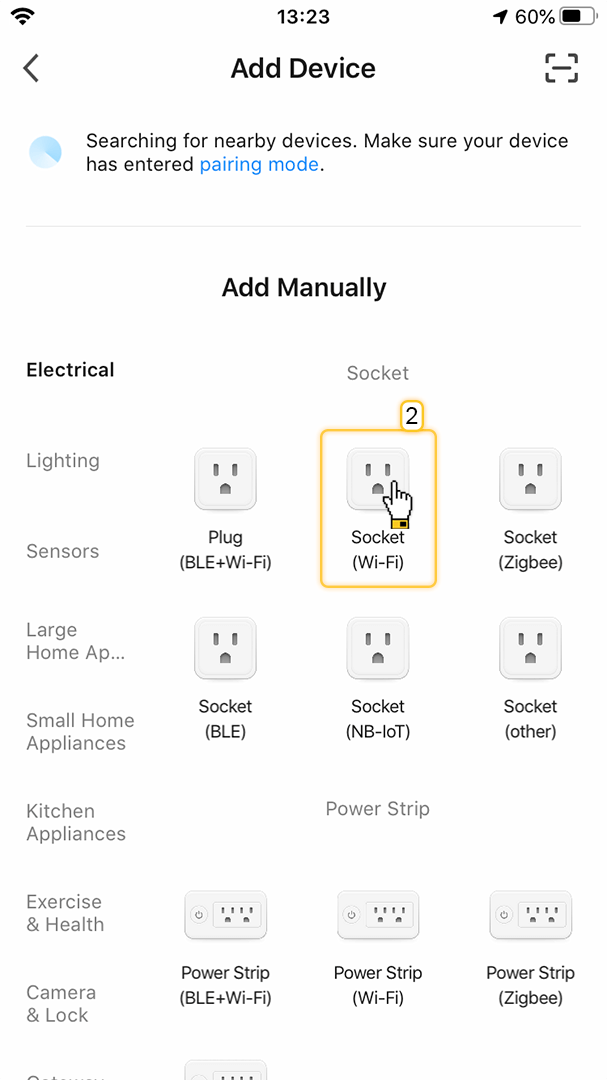 13:23
60%
Add Device
Searching for nearby devices. Make sure your device
has entered pairing mode.
Add Manually
Electrical
Lighting
Sensors
Large
Home Ap...
Small Home
Appliances
Kitchen
Appliances
Exercise
& Health
Camera
& Lock
Socket
2
Plug
(BLE+Wi-Fi)
Socket
(Wi-Fi)
Socket
(Zigbee)
Socket
(BLE)
Socket
(NB-IoT)
Socket
(other)
Power Strip
Power Strip
(BLE+Wi-Fi)
Power Strip
(Wi-Fi)
Power Strip
(Zigbee)